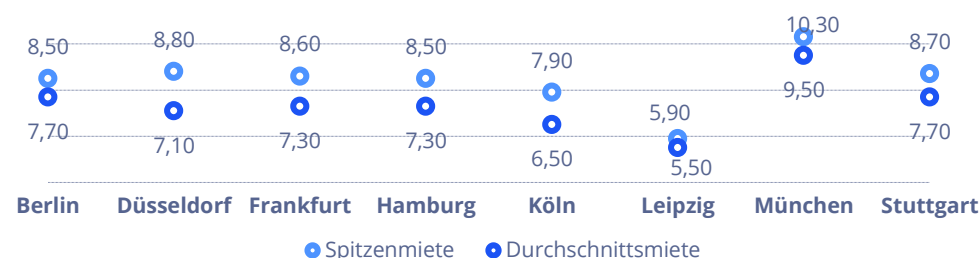 10,30
8,50 8,80 8,60 8,50 7,90 8,70
5,90 9,50
7,70 7,10 7,30 7,30 6,50 5,50 7,70
Berlin Düsseldorf Frankfurt Hamburg Köln Leipzig München Stuttgart
Spitzenmiete Durchschnittsmiete